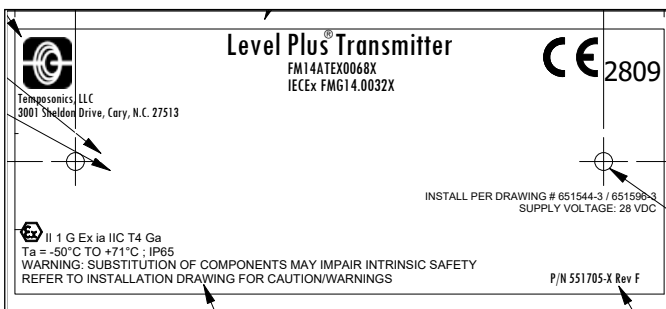 Level Plus® Transmitter
FM14ATEX0068X
IECEx FMG14.0032X
CE 2809
Temposonics, LLC
3001 Sheldon Drive, Cary, N.C. 27513
INSTALL PER DRAWING # 651544-3 / 651596-3
SUPPLY VOLTAGE: 28 VDC
Ex II 1 G Ex ia IIC T4 Ga
Ta = -50°C TO +71°C ; IP65
WARNING: SUBSTITUTION OF COMPONENTS MAY IMPAIR INTRINSIC SAFETY
REFER TO INSTALLATION DRAWING FOR CAUTION/WARNINGS
P/N 551705-X Rev F